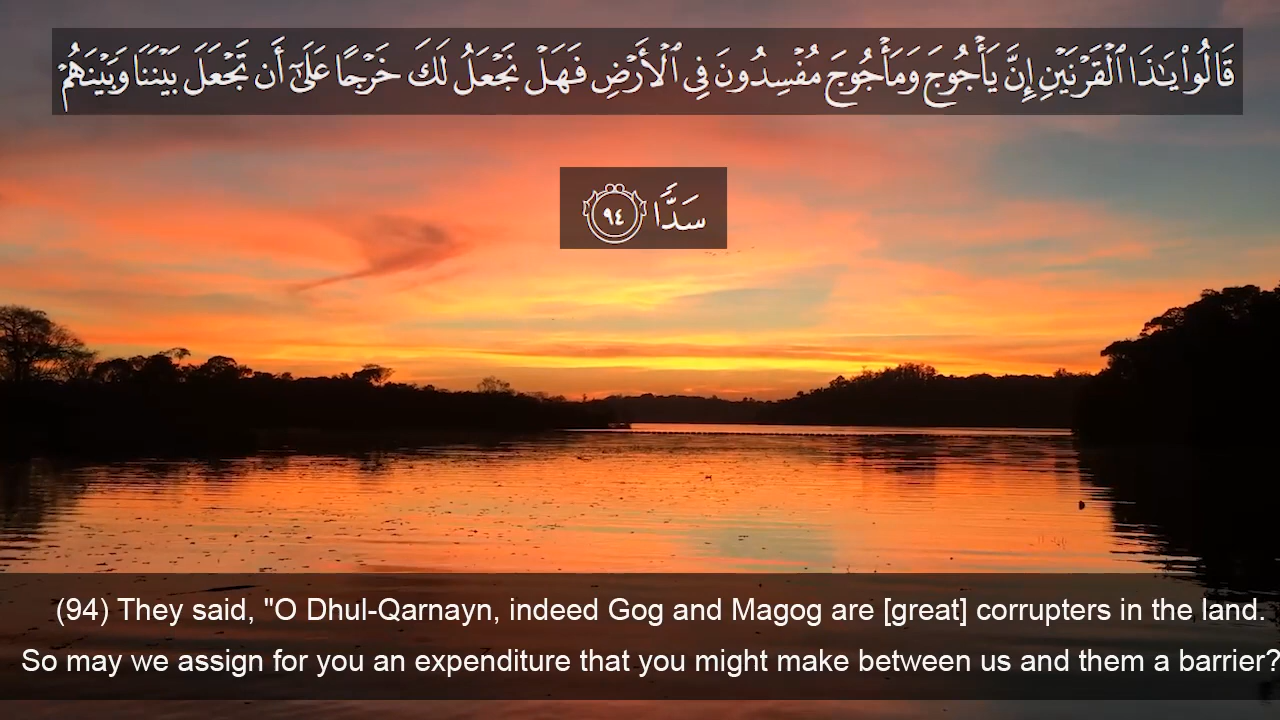 قَالُوا۟ يَـٰذَا ٱلْقَرْنَيْنِ إِنَّ يَأْجُوجَ وَمَأْجُوجَ مُفْسِدُونَ فِى ٱلْأَرْضِ فَهَلْ نَجْعَلُ لَكَ خَرْجًا عَلَىٰٓ أَن تَجْعَلَ بَيْنَنَا وَبَيْنَهُمْ
سَدًّا ٩٤
(94) They said, "O Dhul-Qarnayn, indeed Gog and Magog are [great] corrupters in the land.
So may we assign for you an expenditure that you might make between us and them a barrier?